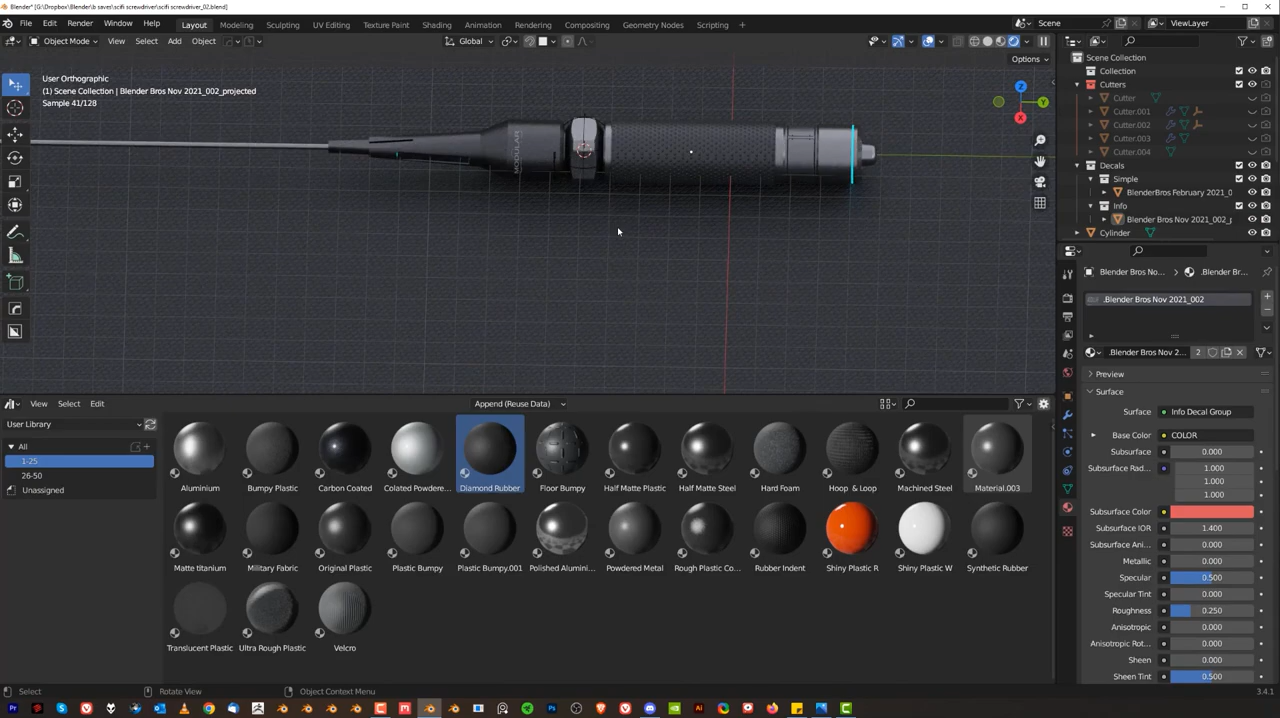 Blender* [G:\Dropbox\Blender\b saves\scifi screwdriver\scifi screwdriver_02.blend]
File Edit Render Window Help Layout Modeling Sculpting UV Editing Texture Paint Shading Animation Rendering Compositing Geometry Nodes Scripting + Scene ViewLayer
Object Mode View Select Add Object Global
Options
User Orthographic
(1) Scene Collection | Blender Bros Nov 2021_002_projected
Sample 41/128
MODULAR
Z
Y
X
Scene Collection
Collection
Cutters
Cutter
Cutter.001
Cutter.002
Cutter.003
Cutter.004
Decals
Simple
BlenderBros February 2021_0
Info
Blender Bros Nov 2021_002_p
Cylinder
View Select Edit Append (Reuse Data)
User Library
All
1-25
26-50
Unassigned
Aluminium Bumpy Plastic Carbon Coated Colated Powdere... Diamond Rubber Floor Bumpy Half Matte Plastic Half Matte Steel Hard Foam Hoop & Loop Machined Steel Material.003
Matte titanium Military Fabric Original Plastic Plastic Bumpy Plastic Bumpy.001 Polished Alumini... Powdered Metal Rough Plastic Co... Rubber Indent Shiny Plastic R Shiny Plastic W Synthetic Rubber
Translucent Plastic Ultra Rough Plastic Velcro
Blender Bros No... .Blender Br...
.Blender Bros Nov 2021_002
.Blender Bros Nov 2... 2
Preview
Surface
Surface Info Decal Group
Base Color COLOR
Subsurface 0.000
Subsurface Rad... 1.000
1.000
1.000
Subsurface Color
Subsurface IOR 1.400
Subsurface Ani... 0.000
Metallic 0.000
Specular 0.500
Specular Tint 0.000
Roughness 0.250
Anisotropic 0.000
Anisotropic Rot... 0.000
Sheen 0.000
Sheen Tint 0.500
Select Rotate View Object Context Menu 3.4.1